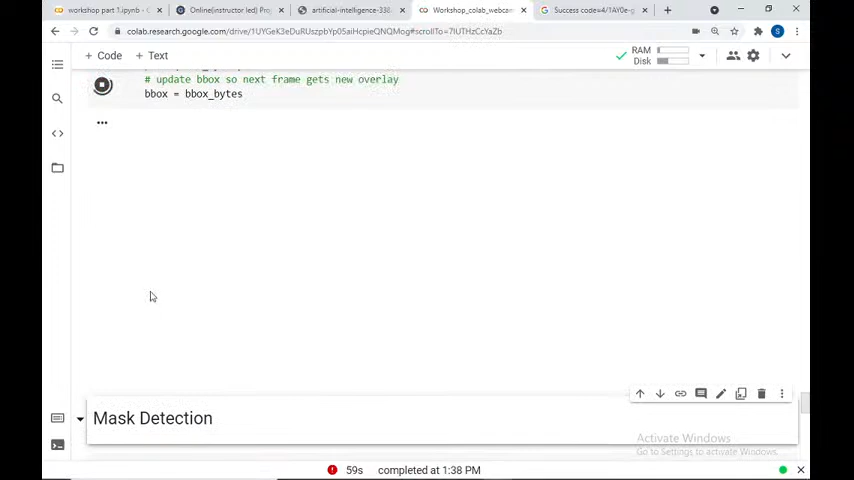 workshop part 1.ipynb - C
Online(instructor led) Proj
artificial-intelligence-338
Workshop_colab_webcam
Success code=4/1AY0e-g
colab.research.google.com/drive/1UYGeK3eDuRUszpbYp05aiHcpieQNQMog#scrollTo=7lUTHzCcYaZb
+ Code + Text
RAM
Disk
# update bbox so next frame gets new overlay
bbox = bbox_bytes
Mask Detection
Activate Windows
Go to Settings to activate Windows.
59s completed at 1:38 PM